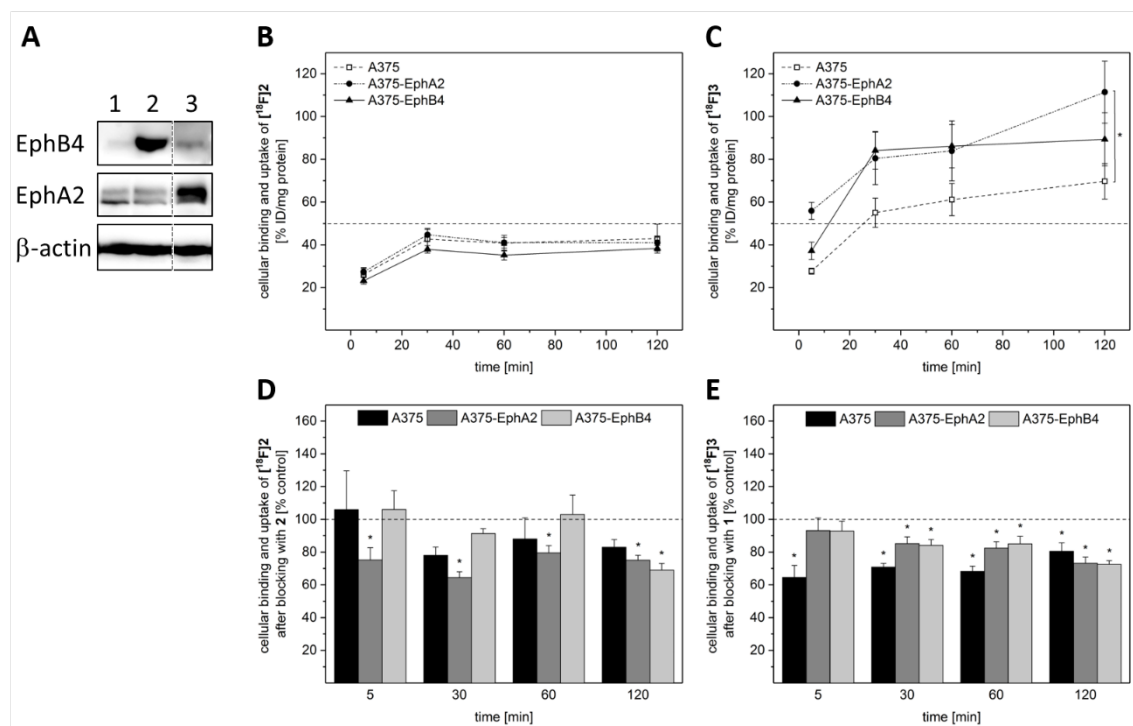 A
1 2 3
EphB4
EphA2
β-actin
B
A375
A375-EphA2
A375-EphB4
cellular binding and uptake of [¹⁸F]2
[% ID/mg protein]
120
100
80
60
40
20
0 20 40 60 80 100 120
time [min]
C
A375
A375-EphA2
A375-EphB4
*
cellular binding and uptake of [¹⁸F]3
[% ID/mg protein]
120
100
80
60
40
20
0 20 40 60 80 100 120
time [min]
D
A375 A375-EphA2 A375-EphB4
cellular binding and uptake of [¹⁸F]2
after blocking with 2 [% control]
160
140
120
100
80
60
40
20
* * * * *
5 30 60 120
time [min]
E
A375 A375-EphA2 A375-EphB4
cellular binding and uptake of [¹⁸F]3
after blocking with 1 [% control]
160
140
120
100
80
60
40
20
* * * * * * * * * *
5 30 60 120
time [min]